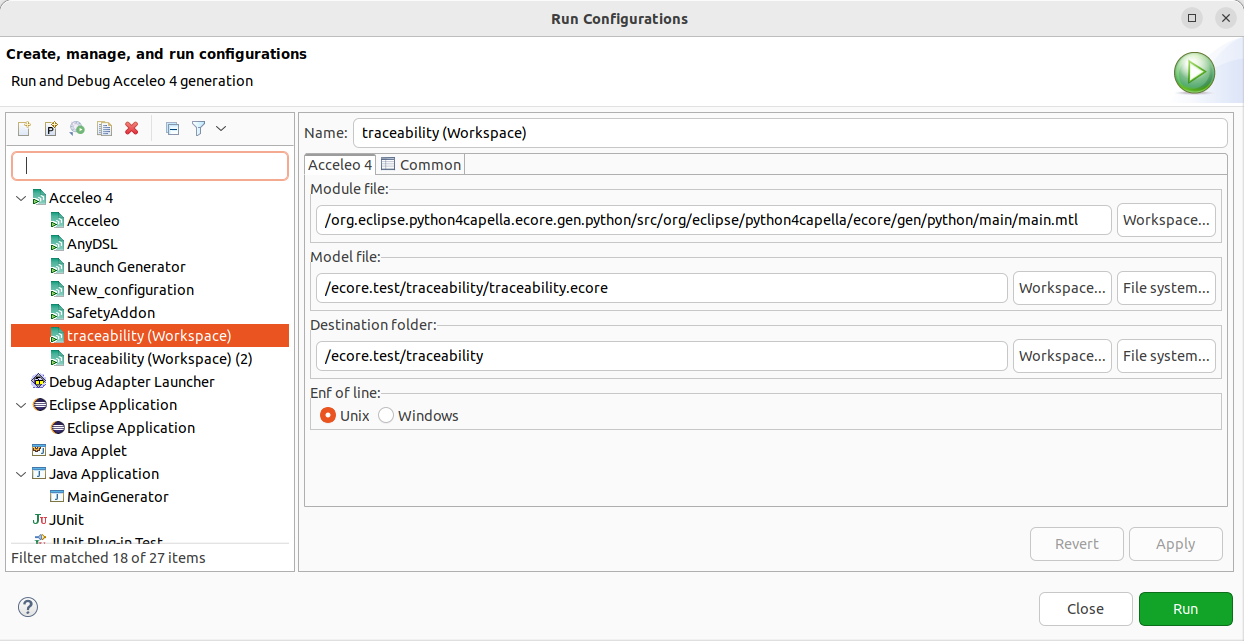 Run Configurations
Create, manage, and run configurations
Run and Debug Acceleo 4 generation
Name: traceability (Workspace)
Acceleo 4 Common
Module file:
/org.eclipse.python4capella.ecore.gen.python/src/org/eclipse/python4capella/ecore/gen/python/main/main.mtl Workspace...
Model file:
/ecore.test/traceability/traceability.ecore Workspace... File system...
Destination folder:
/ecore.test/traceability Workspace... File system...
Enf of line:
Unix Windows
Acceleo 4
Acceleo
AnyDSL
Launch Generator
New_configuration
SafetyAddon
traceability (Workspace)
traceability (Workspace) (2)
Debug Adapter Launcher
Eclipse Application
Eclipse Application
Java Applet
Java Application
MainGenerator
JUnit
JUnit Plug-in Test
Filter matched 18 of 27 items
Revert Apply
Close Run